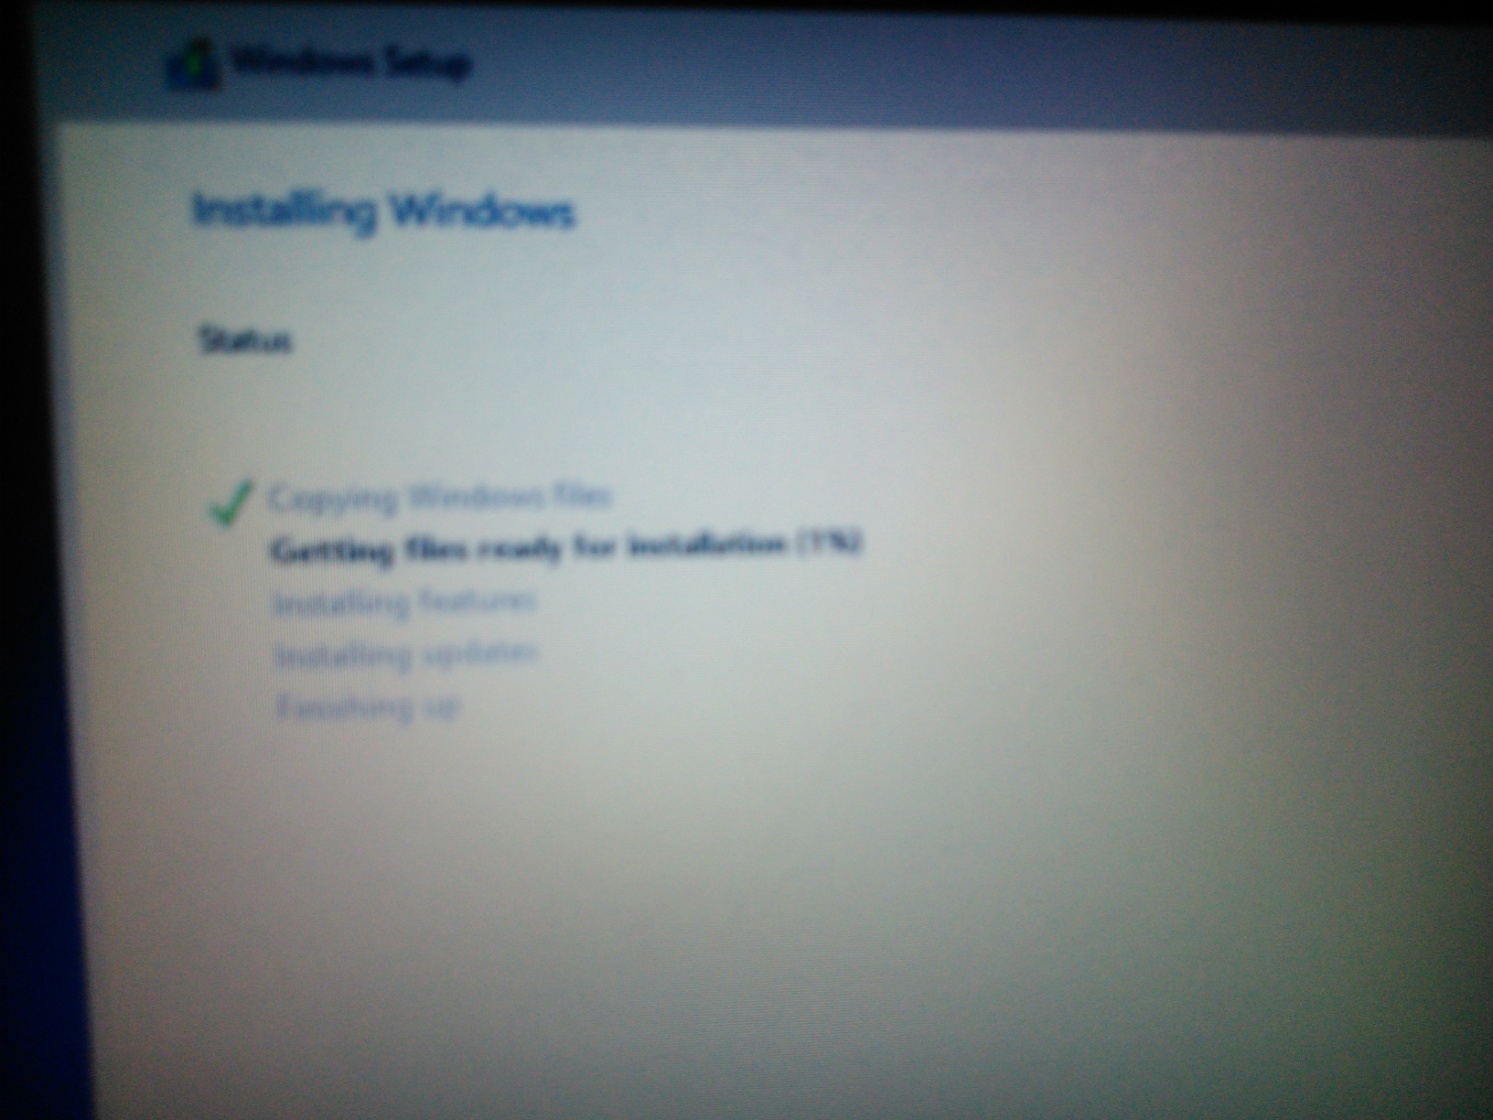 Windows Setup
Installing Windows
Status
Copying Windows files
Getting files ready for installation (1%)
Installing features
Installing updates
Finishing up